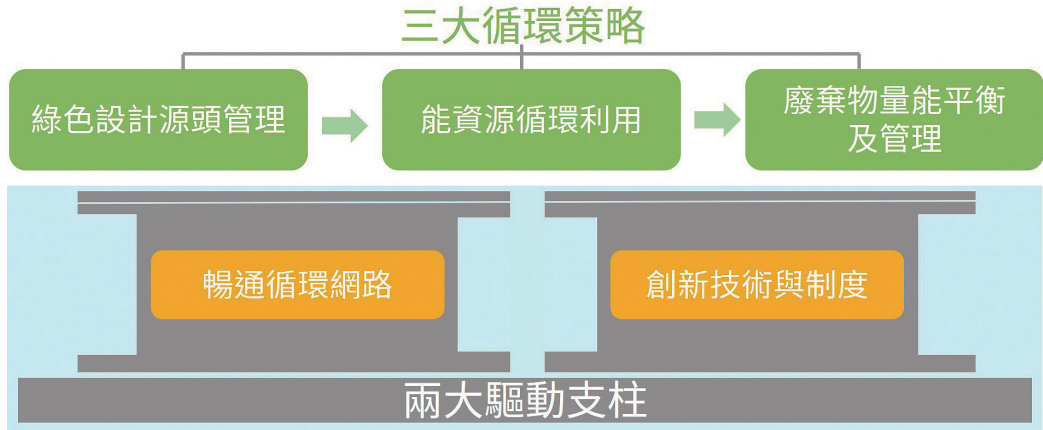 三大循環策略
綠色設計源頭管理
能資源循環利用
廢棄物量能平衡
及管理
暢通循環網路
創新技術與制度
兩大驅動支柱